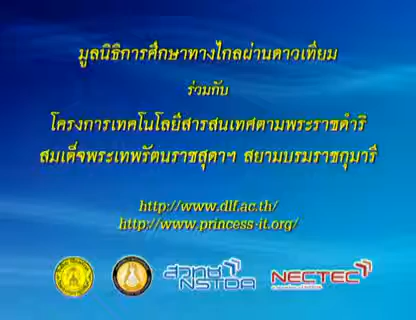 มูลนิธิการศึกษาทางไกลผ่านดาวเทียม
ร่วมกับ
โครงการเทคโนโลยีสารสนเทศตามพระราชดำริ
สมเด็จพระเทพรัตนราชสุดาฯ สยามบรมราชกุมารี
http://www.dlf.ac.th/
http://www.princess-it.org/
สวทช
NSTDA
NECTEC